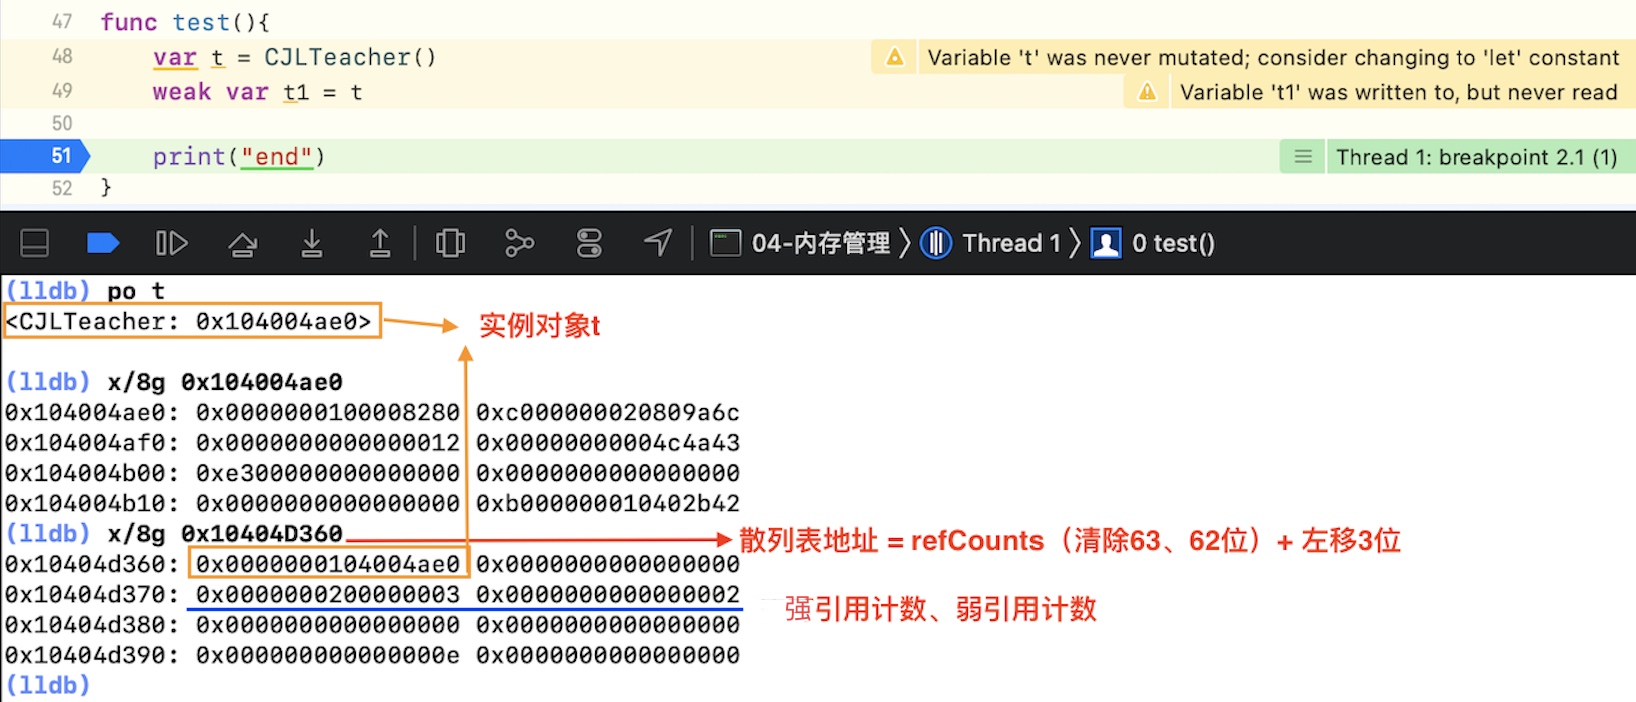 47 func test(){
48 var t = CJLTeacher() Variable 't' was never mutated; consider changing to 'let' constant
49 weak var t1 = t Variable 't1' was written to, but never read
50
51 print("end") Thread 1: breakpoint 2.1 (1)
52 }
04-内存管理 〉 Thread 1 〉 0 test()
(lldb) po t
<CJLTeacher: 0x104004ae0> 实例对象t
(lldb) x/8g 0x104004ae0
0x104004ae0: 0x0000000100008280 0xc000000020809a6c
0x104004af0: 0x0000000000000012 0x00000000004c4a43
0x104004b00: 0xe300000000000000 0x0000000000000000
0x104004b10: 0x0000000000000000 0xb000000010402b42
(lldb) x/8g 0x10404D360 散列表地址 = refCounts（清除63、62位）+ 左移3位
0x10404d360: 0x0000000104004ae0 0x0000000000000000
0x10404d370: 0x0000000200000003 0x0000000000000002 强引用计数、弱引用计数
0x10404d380: 0x0000000000000000 0x0000000000000000
0x10404d390: 0x000000000000000e 0x0000000000000000
(lldb)